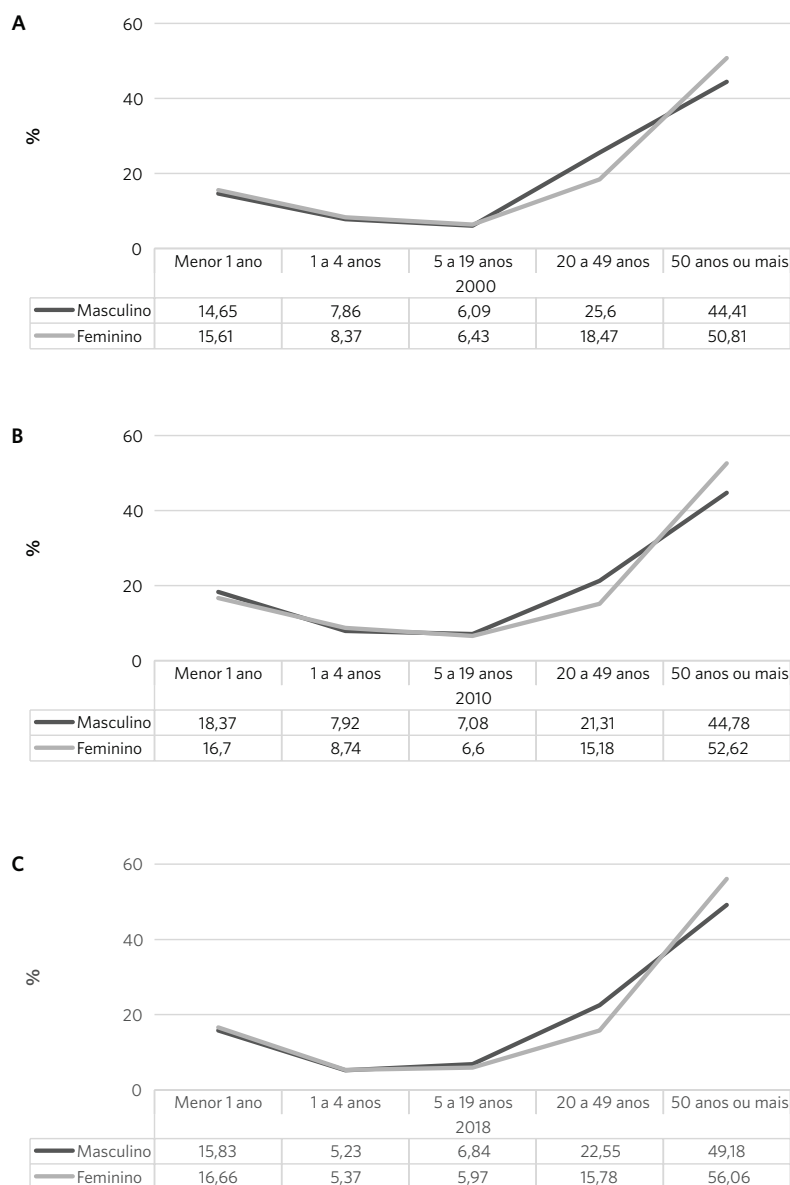 A
60
40
%
20
0
Menor 1 ano 1 a 4 anos 5 a 19 anos 20 a 49 anos 50 anos ou mais
2000
Masculino 14,65 7,86 6,09 25,6 44,41
Feminino 15,61 8,37 6,43 18,47 50,81
B
60
40
%
20
0
Menor 1 ano 1 a 4 anos 5 a 19 anos 20 a 49 anos 50 anos ou mais
2010
Masculino 18,37 7,92 7,08 21,31 44,78
Feminino 16,7 8,74 6,6 15,18 52,62
C
60
40
%
20
0
Menor 1 ano 1 a 4 anos 5 a 19 anos 20 a 49 anos 50 anos ou mais
2018
Masculino 15,83 5,23 6,84 22,55 49,18
Feminino 16,66 5,37 5,97 15,78 56,06